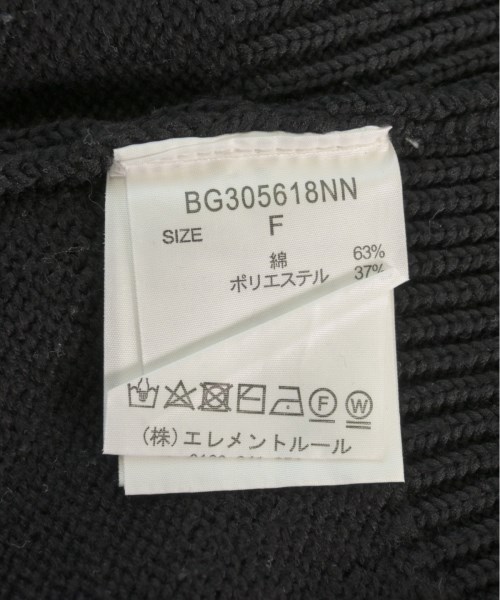 BG305618NN
SIZE F
綿 63%
ポリエステル 37%
F W
(株)エレメントルール